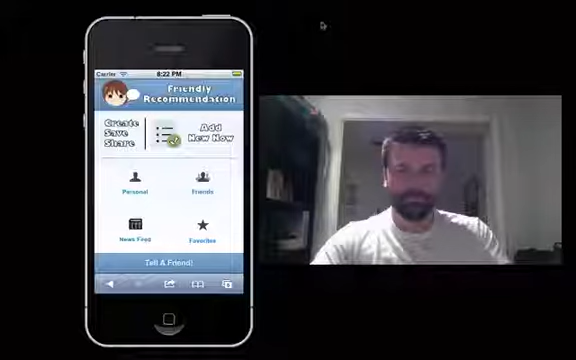 Carrier 8:22 PM
Friendly
Recommendation
Create
Save
Share
Add
New Now
Personal
Friends
News Feed
Favorites
Tell A Friend!